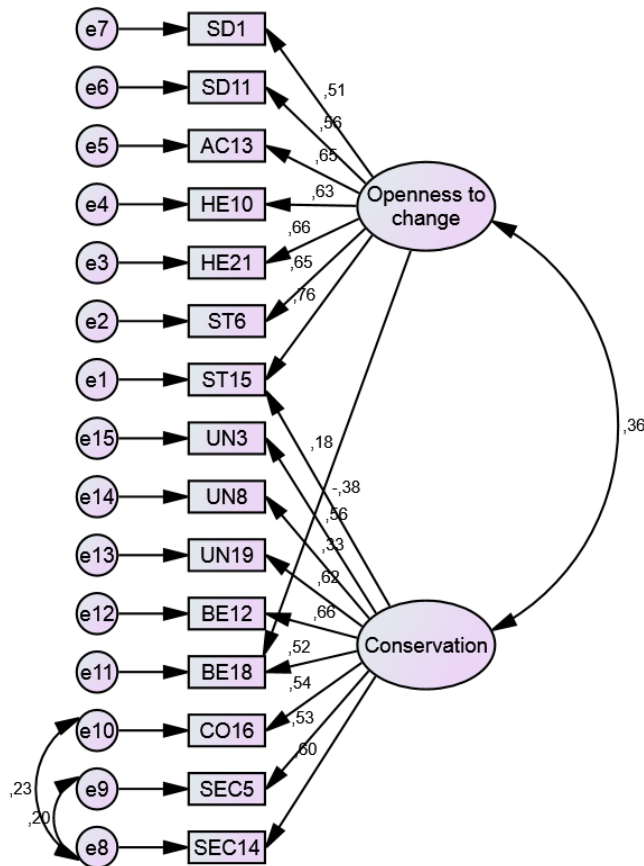 e7
SD1
e6
SD11
,51
,56
e5
AC13
,65
e4
HE10
,63
Openness to
change
e3
HE21
,66
,65
e2
ST6
,76
e1
ST15
e15
UN3
,18
,36
-,38
e14
UN8
,56
,33
e13
UN19
,62
e12
BE12
,66
e11
BE18
,52
Conservation
,54
e10
CO16
,53
,60
,23
e9
SEC5
,20
e8
SEC14